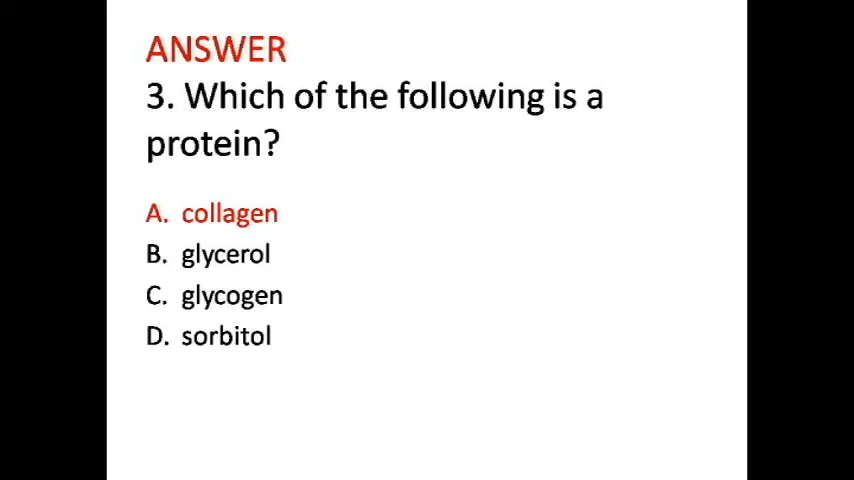 ANSWER
3. Which of the following is a
protein?
A. collagen
B. glycerol
C. glycogen
D. sorbitol